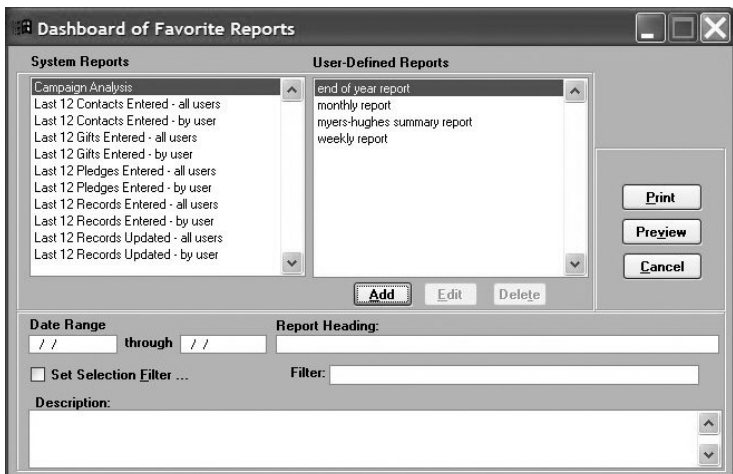 Dashboard of Favorite Reports
System Reports
User-Defined Reports
Campaign Analysis
Last 12 Contacts Entered - all users
Last 12 Contacts Entered - by user
Last 12 Gifts Entered - all users
Last 12 Gifts Entered - by user
Last 12 Pledges Entered - all users
Last 12 Pledges Entered - by user
Last 12 Records Entered - all users
Last 12 Records Entered - by user
Last 12 Records Updated - all users
Last 12 Records Updated - by user
end of year report
monthly report
myers-hughes summary report
weekly report
Print
Preview
Cancel
Add Edit Delete
Date Range
/ / through / /
Report Heading:
Set Selection Filter ...
Filter:
Description: